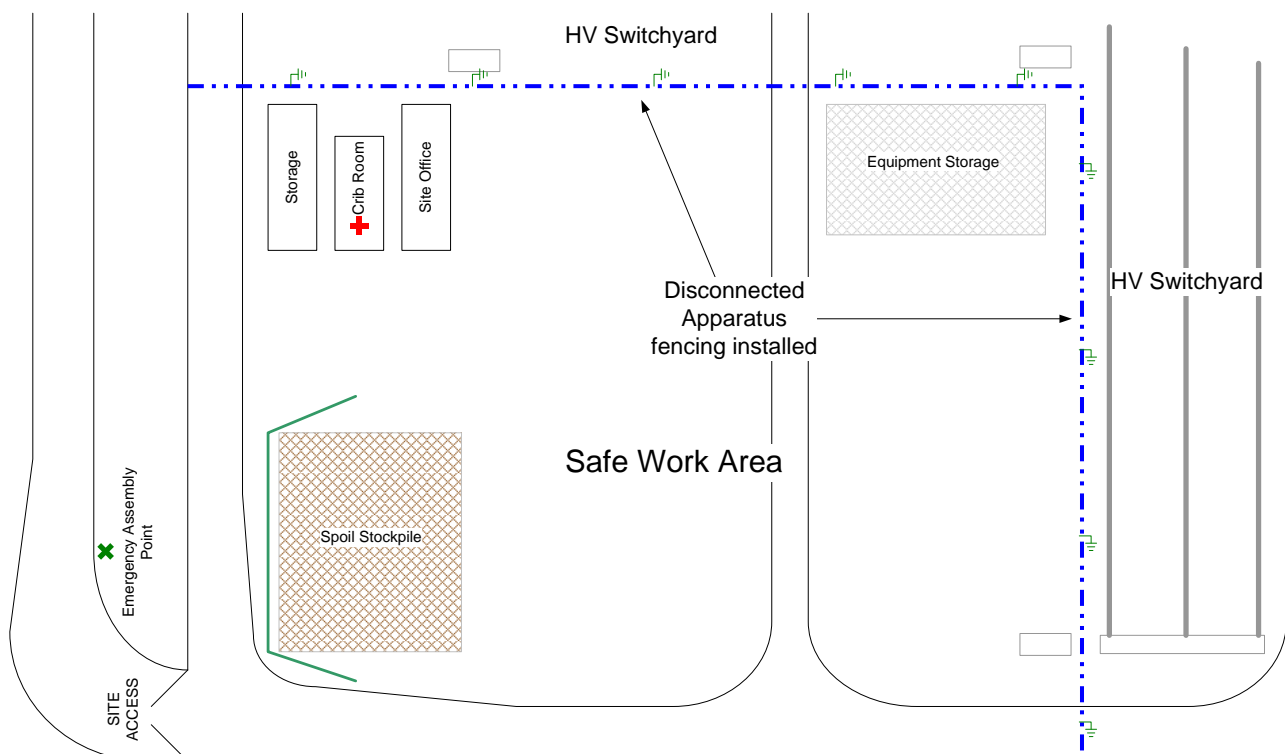 HV Switchyard
Storage
Crib Room
Site Office
Equipment Storage
HV Switchyard
Disconnected
Apparatus
fencing installed
Safe Work Area
Spoil Stockpile
Emergency Assembly
Point
SITE
ACCESS